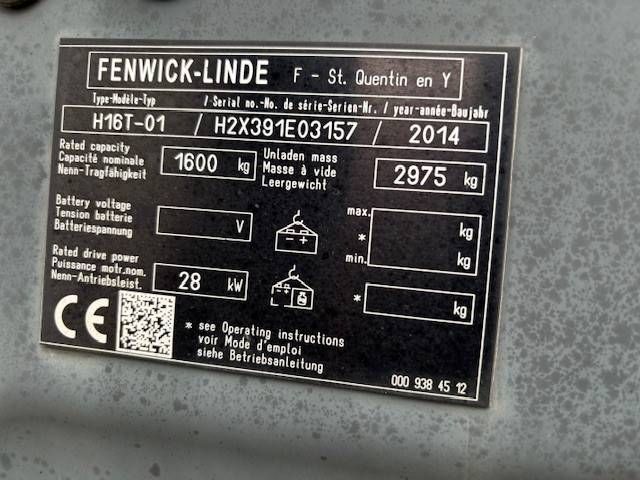 FENWICK-LINDE F - St. Quentin en Y
Type-Modèle-Typ / Serial no.-No. de série-Serien-Nr. / year-année-Baujahr
H16T-01 / H2X391E03157 / 2014
Rated capacity
Capacité nominale
Nenn-Tragfähigkeit
1600 kg
Unladen mass
Masse à vide
Leergewicht
2975 kg
Battery voltage
Tension batterie
Batteriespannung
V
max.
kg
*
min.
kg
Rated drive power
Puissance motr.nom.
Nenn-Antriebsleist.
28 kW
* kg
CE
* see Operating instructions
voir Mode d'emploi
siehe Betriebsanleitung
000 938 45 12